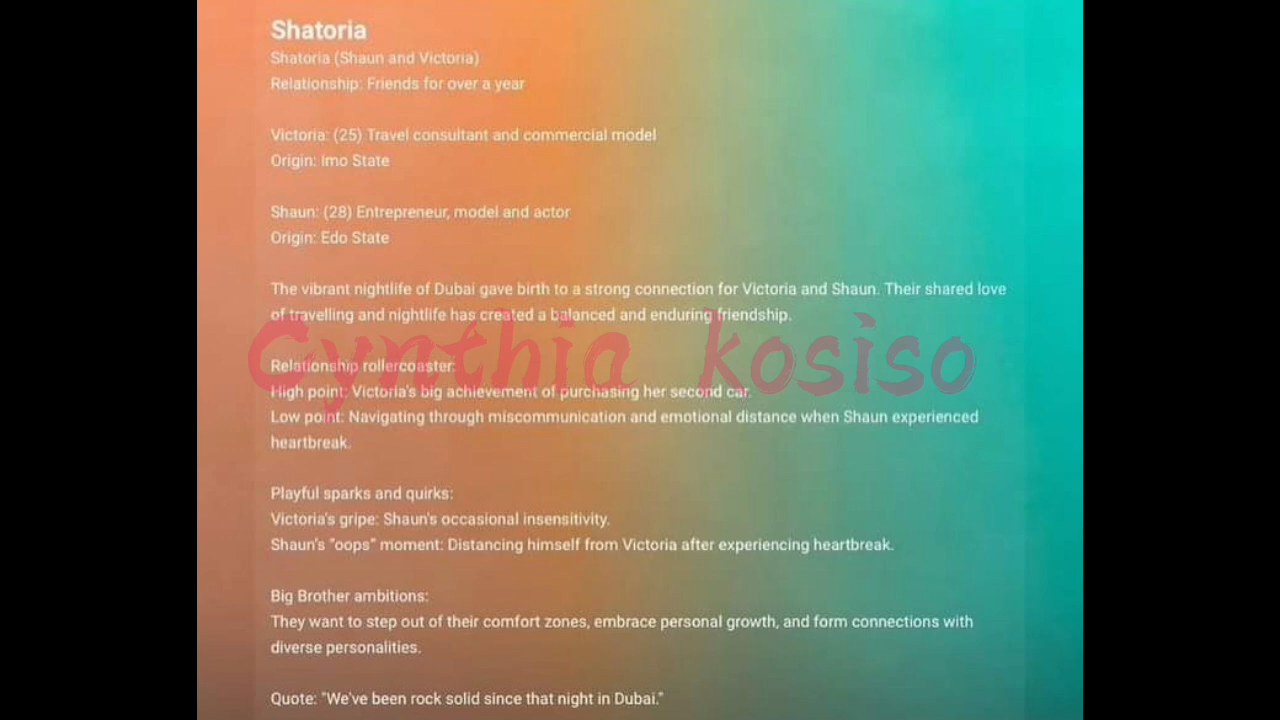 Shatoria
Shatoria (Shaun and Victoria)
Relationship: Friends for over a year
Victoria: (25) Travel consultant and commercial model
Origin: Imo State
Shaun: (28) Entrepreneur, model and actor
Origin: Edo State
The vibrant nightlife of Dubai gave birth to a strong connection for Victoria and Shaun. Their shared love
of travelling and nightlife has created a balanced and enduring friendship.
Cynthia kosiso
Relationship rollercoaster:
High point: Victoria's big achievement of purchasing her second car.
Low point: Navigating through miscommunication and emotional distance when Shaun experienced
heartbreak.
Playful sparks and quirks:
Victoria's gripe: Shaun's occasional insensitivity.
Shaun's "oops" moment: Distancing himself from Victoria after experiencing heartbreak.
Big Brother ambitions:
They want to step out of their comfort zones, embrace personal growth, and form connections with
diverse personalities.
Quote: "We've been rock solid since that night in Dubai."